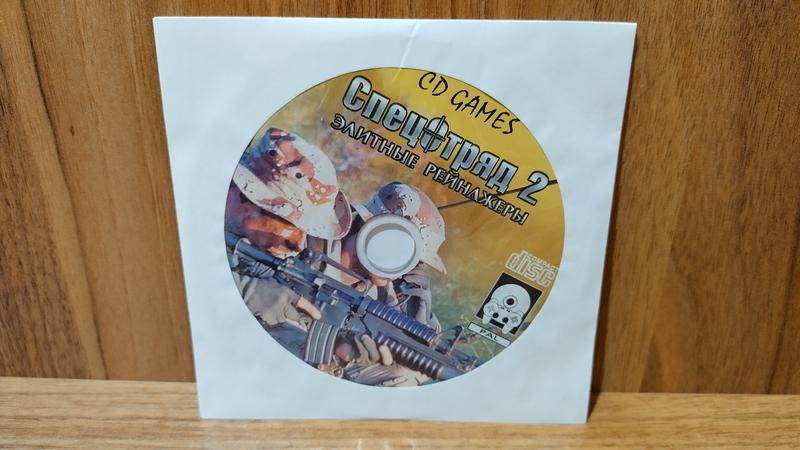 CD GAMES
СпецОтряд 2
ЭЛИТНЫЕ РЕЙНДЖЕРЫ
COMPACT
disc
PAL